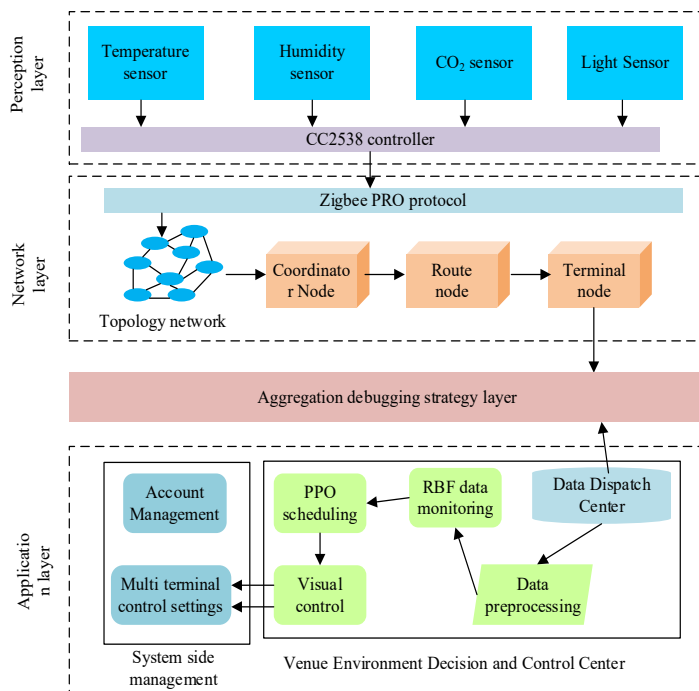 Perception
layer
Temperature
sensor
Humidity
sensor
CO₂ sensor
Light Sensor
CC2538 controller
Network
layer
Zigbee PRO protocol
Topology network
Coordinato
r Node
Route
node
Terminal
node
Aggregation debugging strategy layer
Applicatio
n layer
Account
Management
Multi terminal
control settings
System side
management
PPO
scheduling
RBF data
monitoring
Data Dispatch
Center
Visual
control
Data
preprocessing
Venue Environment Decision and Control Center